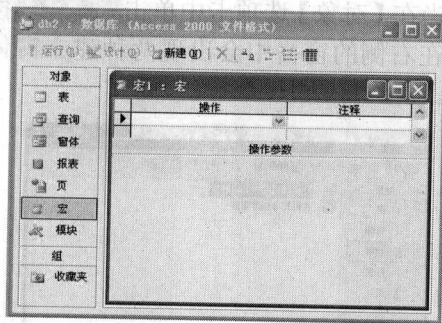 db2 : 数据库 (Access 2000 文件格式)
运行(R) 设计(D) 新建(N)
对象
表
查询
窗体
报表
页
宏
模块
组
收藏夹
宏1 : 宏
操作 注释
操作参数